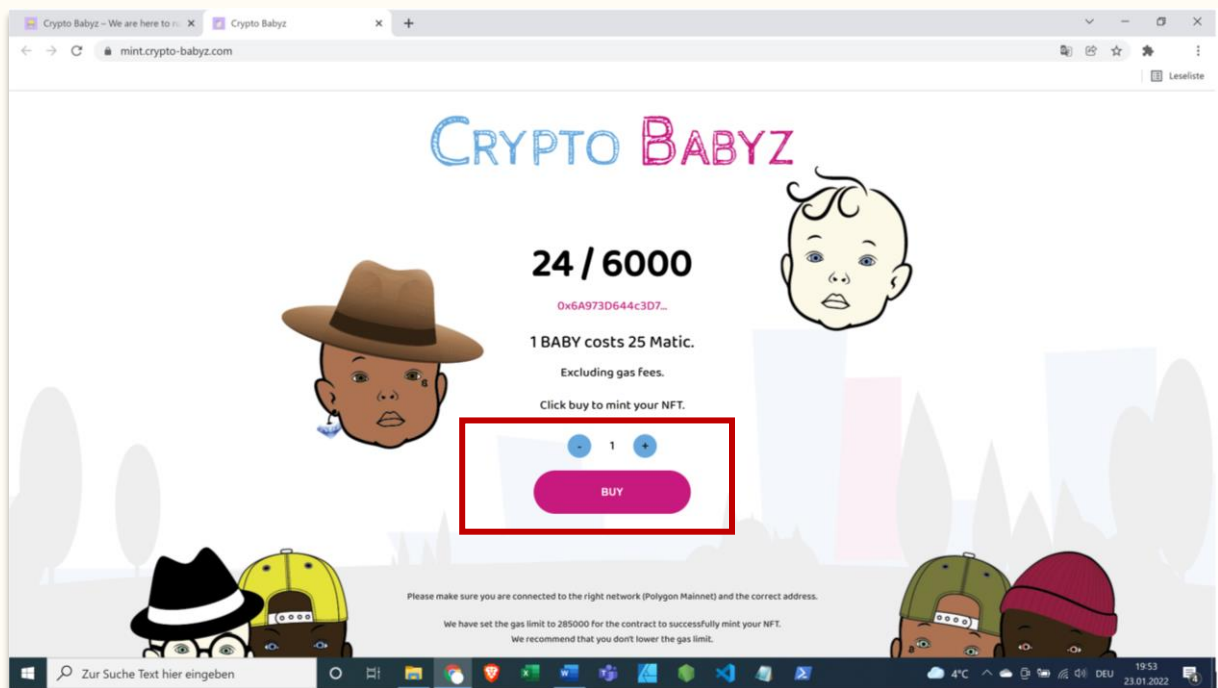 Crypto Babyz – We are here to
Crypto Babyz
mint.crypto-babyz.com
Leseliste
CRYPTO BABYZ
24 / 6000
0x6A973D644c3D7...
1 BABY costs 25 Matic.
Excluding gas fees.
Click buy to mint your NFT.
- 1 +
BUY
Please make sure you are connected to the right network (Polygon Mainnet) and the correct address.
We have set the gas limit to 285000 for the contract to successfully mint your NFT.
We recommend that you don't lower the gas limit.
Zur Suche Text hier eingeben
4°C
DEU
19:53
23.01.2022